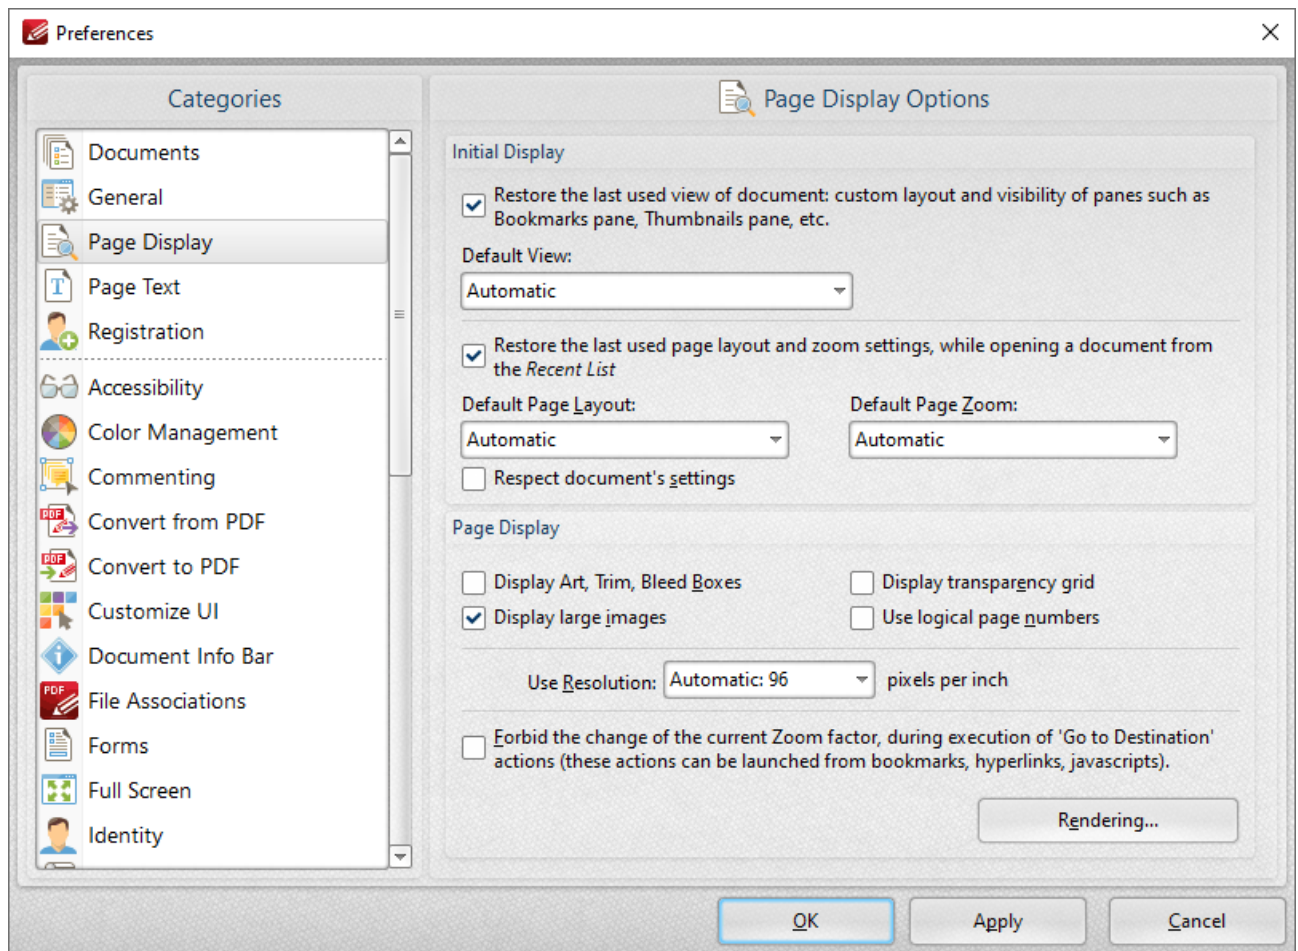 Preferences
Categories
Documents
General
Page Display
Page Text
Registration
Accessibility
Color Management
Commenting
PDF
Convert from PDF
PDF
Convert to PDF
Customize UI
Document Info Bar
PDF
File Associations
Forms
Full Screen
Identity
Page Display Options
Initial Display
Restore the last used view of document: custom layout and visibility of panes such as
Bookmarks pane, Thumbnails pane, etc.
Default View:
Automatic
Restore the last used page layout and zoom settings, while opening a document from
the Recent List
Default Page Layout:
Default Page Zoom:
Automatic
Automatic
Respect document's settings
Page Display
Display Art, Trim, Bleed Boxes
Display transparency grid
Display large images
Use logical page numbers
Use Resolution: Automatic: 96 pixels per inch
Forbid the change of the current Zoom factor, during execution of 'Go to Destination'
actions (these actions can be launched from bookmarks, hyperlinks, javascripts).
Rendering...
OK
Apply
Cancel